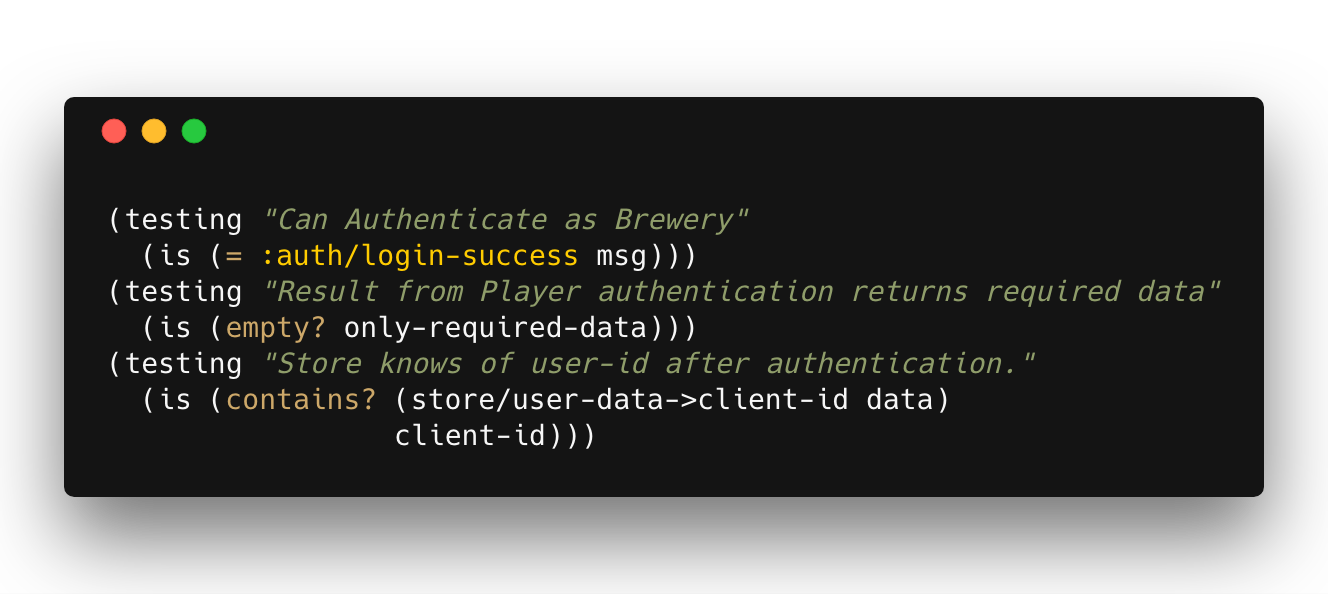 (testing "Can Authenticate as Brewery"
  (is (= :auth/login-success msg)))
(testing "Result from Player authentication returns required data"
  (is (empty? only-required-data)))
(testing "Store knows of user-id after authentication."
  (is (contains? (store/user-data->client-id data)
                 client-id)))